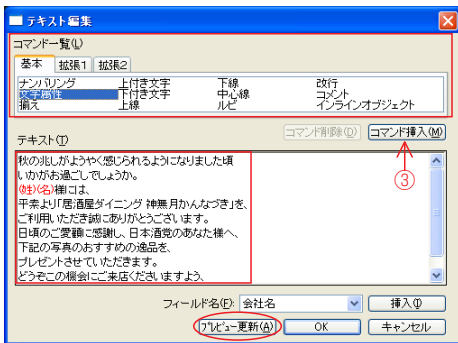 テキスト編集
コマンド一覧(L)
基本 拡張1 拡張2
ナンバリング 上付き文字 下線 改行
文字属性 下付き文字 中心線 コメント
揃え 上線 ルビ インラインオブジェクト
コマンド削除(D) コマンド挿入(M)
テキスト(T)
③
秋の兆しがようやく感じられるようになりました頃
いかがお過ごしでしょうか。
(姓)(名)様には、
平素より「居酒屋ダイニング 神無月かんなづき」を、
ご利用いただき誠にありがとうございます。
日頃のご愛顧に感謝し、日本酒党のあなた様へ、
下記の写真のおすすめの逸品を、
プレゼントさせていただきます。
どうぞこの機会にご来店くださいますよう、
フィールド名(F): 会社名 挿入(I)
プレビュー更新(A) OK キャンセル